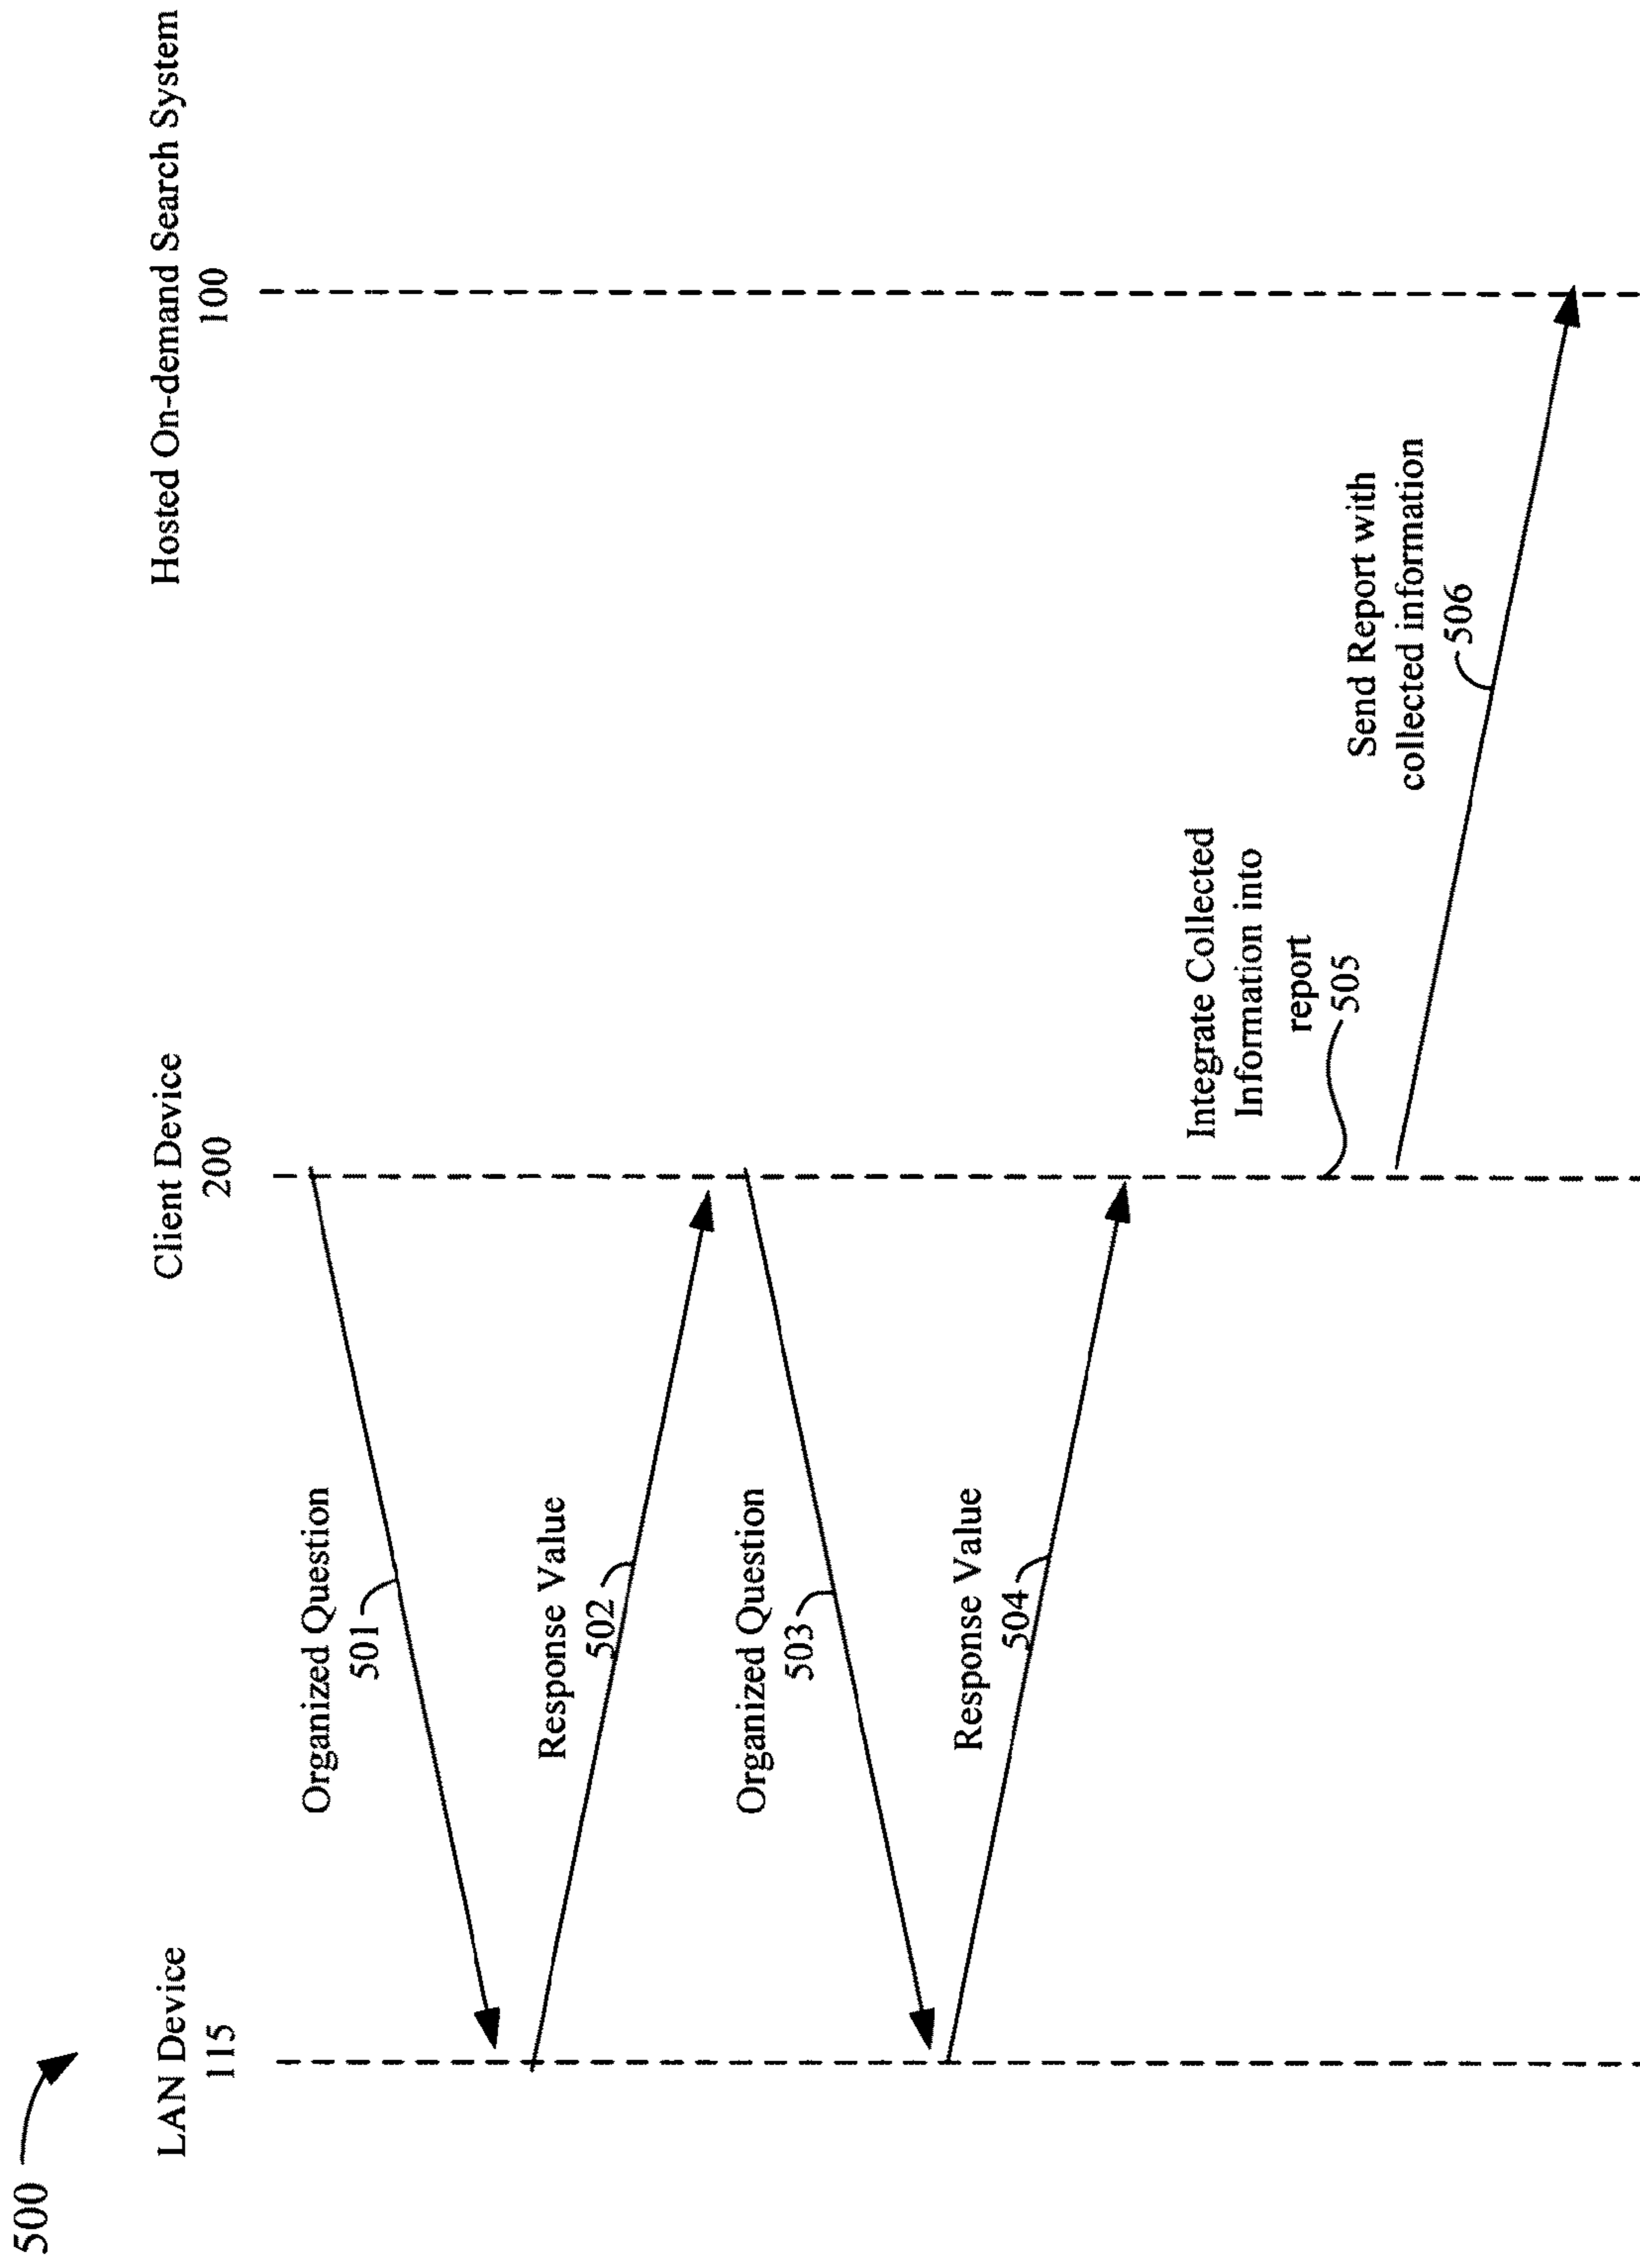 500
LAN Device
115
Client Device
200
Hosted On-demand Search System
100
Organized Question
501
Response Value
502
Organized Question
503
Response Value
504
Integrate Collected
Information into
report
505
Send Report with
collected information
506